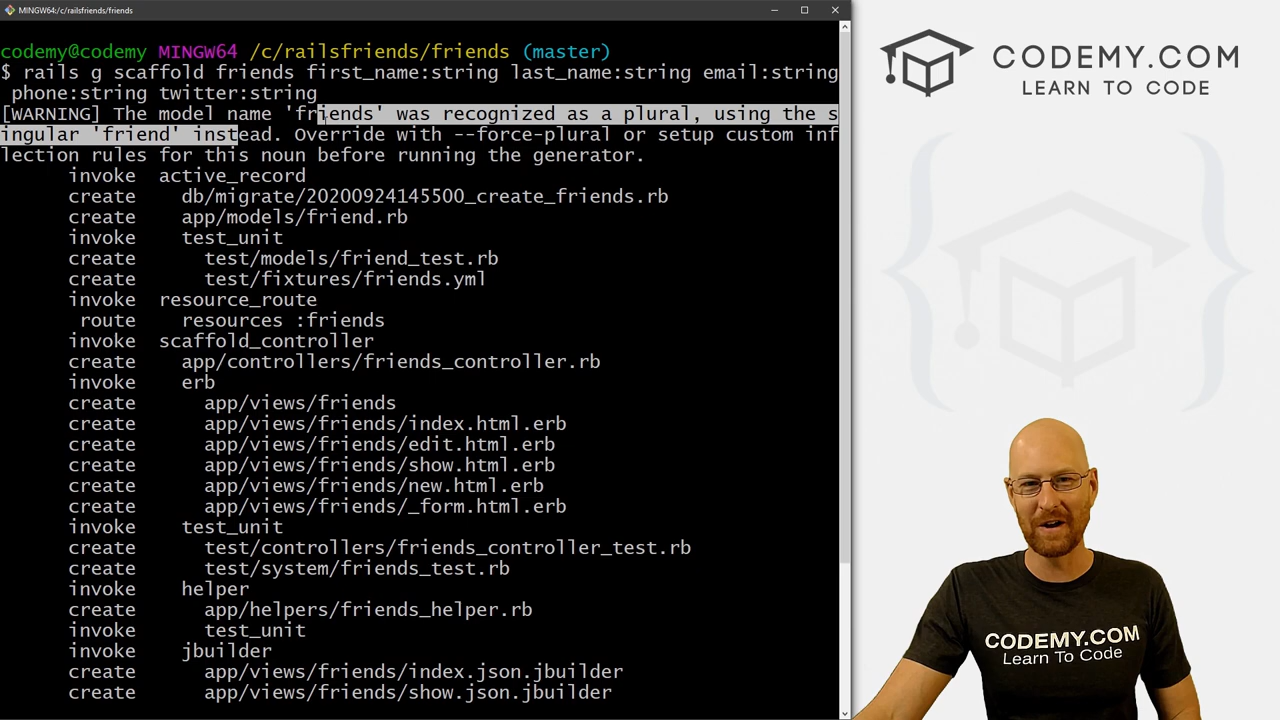 MINGW64:/c/railsfriends/friends
codemy@codemy MINGW64 /c/railsfriends/friends (master)
$ rails g scaffold friends first_name:string last_name:string email:string
 phone:string twitter:string
[WARNING] The model name 'friends' was recognized as a plural, using the s
ingular 'friend' instead. Override with --force-plural or setup custom inf
lection rules for this noun before running the generator.
invoke active_record
create db/migrate/20200924145500_create_friends.rb
create app/models/friend.rb
invoke test_unit
create test/models/friend_test.rb
create test/fixtures/friends.yml
invoke resource_route
route resources :friends
invoke scaffold_controller
create app/controllers/friends_controller.rb
invoke erb
create app/views/friends
create app/views/friends/index.html.erb
create app/views/friends/edit.html.erb
create app/views/friends/show.html.erb
create app/views/friends/new.html.erb
create app/views/friends/_form.html.erb
invoke test_unit
create test/controllers/friends_controller_test.rb
create test/system/friends_test.rb
invoke helper
create app/helpers/friends_helper.rb
invoke test_unit
invoke jbuilder
create app/views/friends/index.json.jbuilder
create app/views/friends/show.json.jbuilder
CODEMY.COM
LEARN TO CODE
CODEMY.COM
Learn To Code